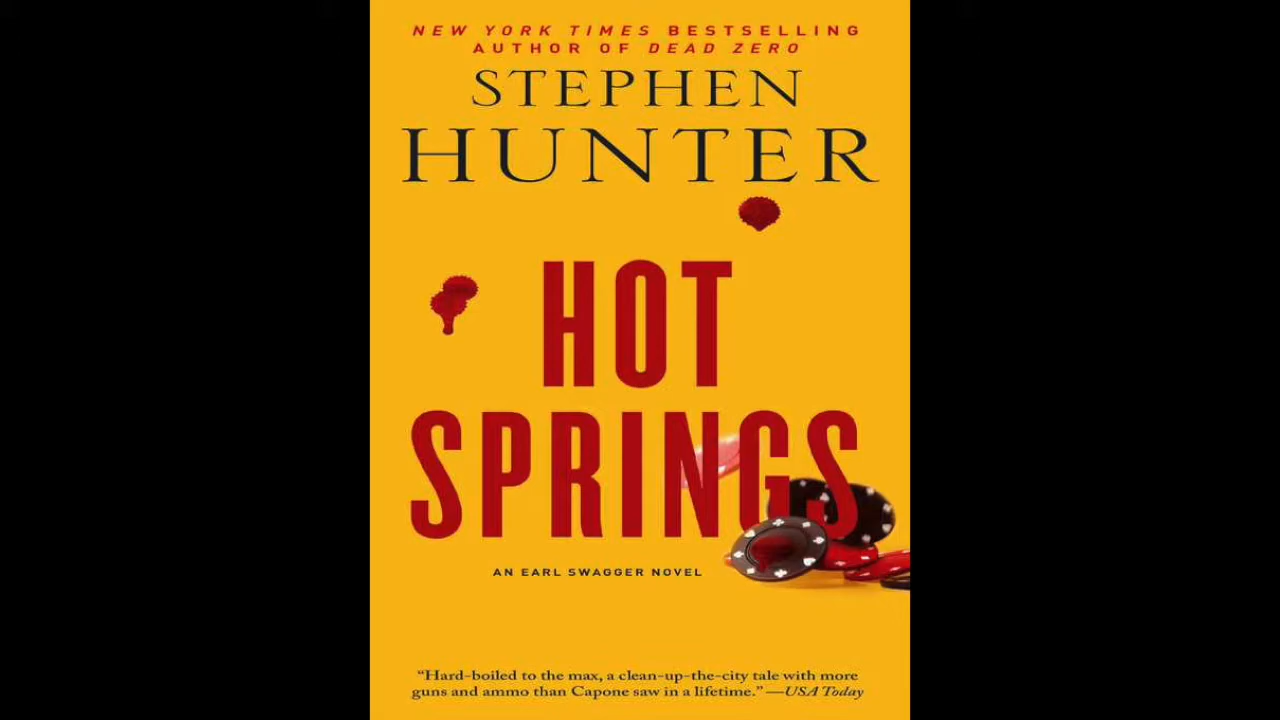 NEW YORK TIMES BESTSELLING
AUTHOR OF DEAD ZERO
STEPHEN
HUNTER
HOT
SPRINGS
AN EARL SWAGGER NOVEL
“Hard-boiled to the max, a clean-up-the-city tale with more
guns and ammo than Capone saw in a lifetime.” —USA Today